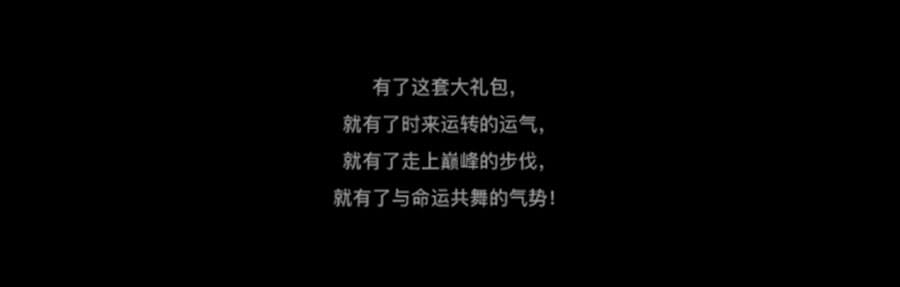 有了这套大礼包，
就有了时来运转的运气，
就有了走上巅峰的步伐，
就有了与命运共舞的气势！